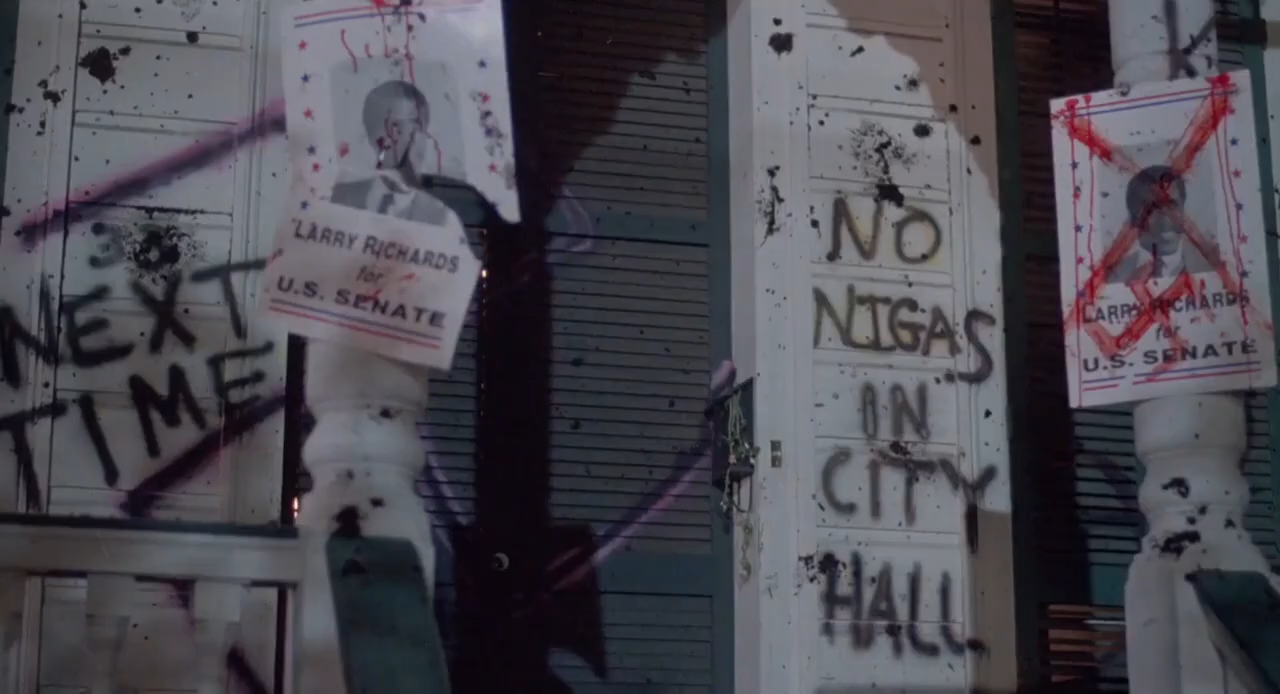 NEXT
TIME
LARRY RICHARDS
for
U.S. SENATE
NO
NIGAS
IN
CITY
HALL
K
LARRY RICHARDS
for
U.S. SENATE